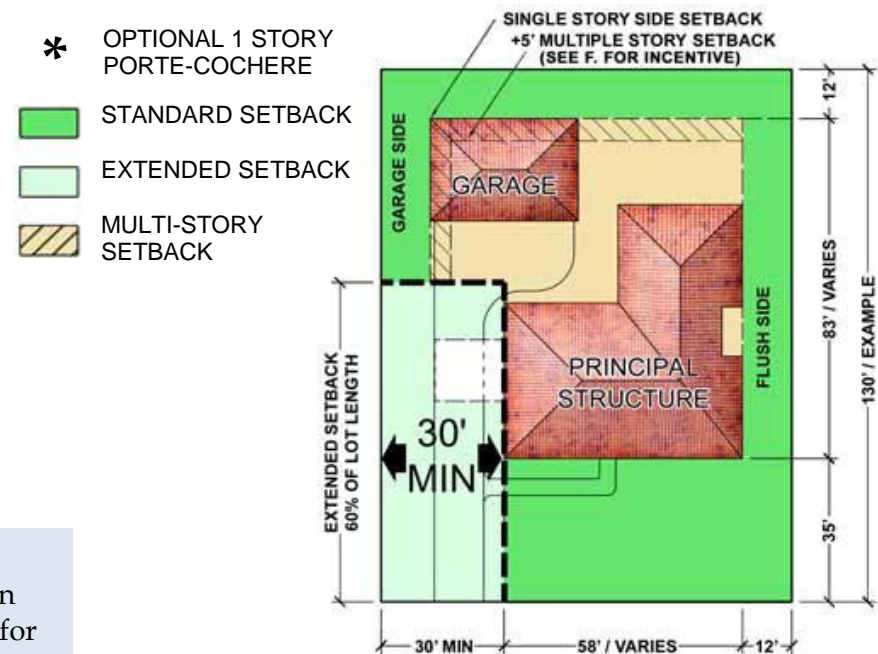 * OPTIONAL 1 STORY
PORTE-COCHERE
STANDARD SETBACK
EXTENDED SETBACK
MULTI-STORY
SETBACK
SINGLE STORY SIDE SETBACK
+5' MULTIPLE STORY SETBACK
(SEE F. FOR INCENTIVE)
GARAGE SIDE
GARAGE
12'
83' / VARIES
130' / EXAMPLE
FLUSH SIDE
PRINCIPAL
STRUCTURE
EXTENDED SETBACK
60% OF LOT LENGTH
30'
MIN
35'
30' MIN
58' / VARIES
12'
n
for